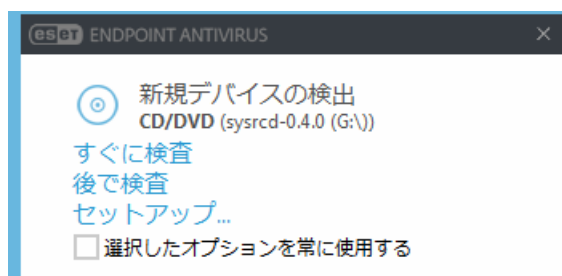 eset ENDPOINT ANTIVIRUS
新規デバイスの検出
CD/DVD (sysrcd-0.4.0 (G:\))
すぐに検査
後で検査
セットアップ...
選択したオプションを常に使用する